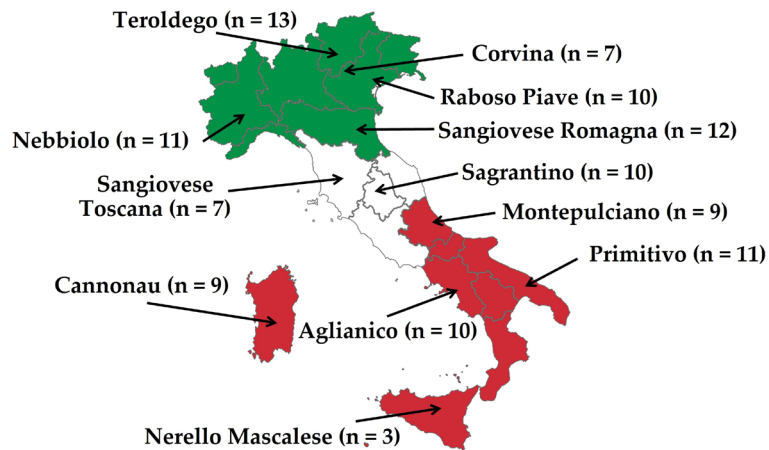 Teroldego (n = 13)
Corvina (n = 7)
Raboso Piave (n = 10)
Sangiovese Romagna (n = 12)
Nebbiolo (n = 11)
Sagrantino (n = 10)
Sangiovese
Toscana (n = 7)
Montepulciano (n = 9)
Primitivo (n = 11)
Cannonau (n = 9)
Aglianico (n = 10)
Nerello Mascalese (n = 3)